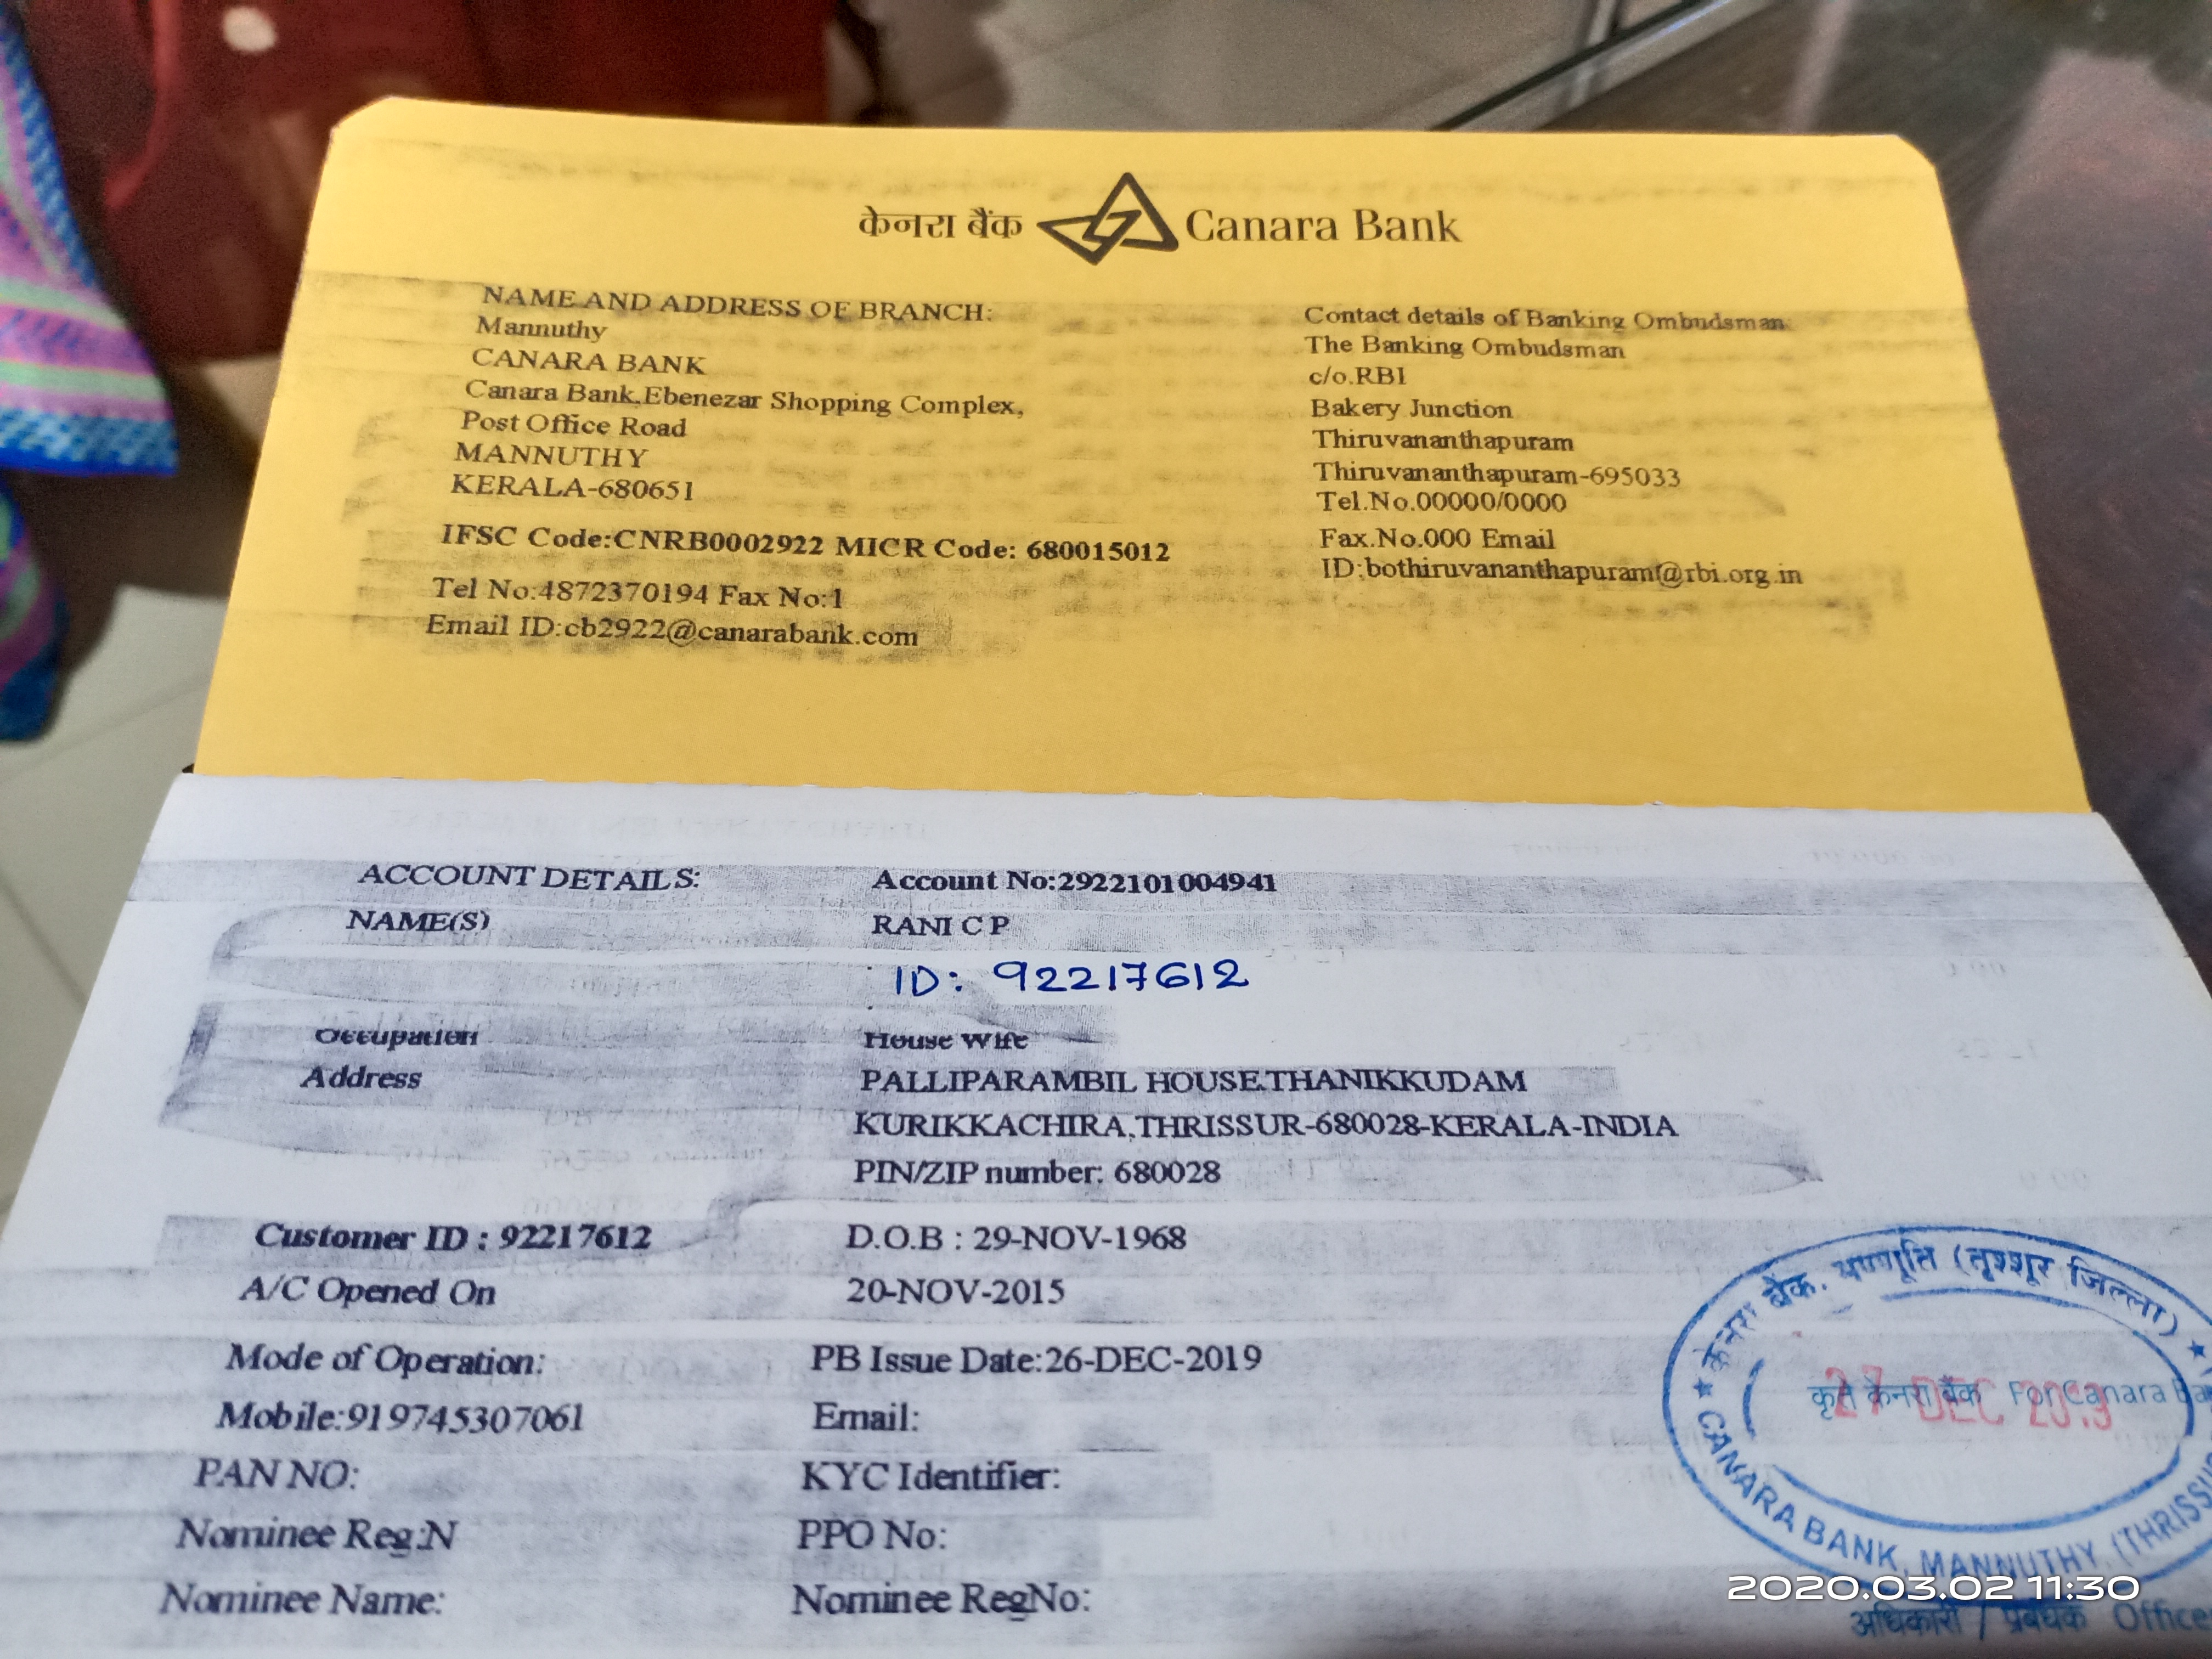 केनरा बैंक Canara Bank
NAME AND ADDRESS OF BRANCH:
Mannuthy
CANARA BANK
Canara Bank,Ebenezar Shopping Complex,
Post Office Road
MANNUTHY
KERALA-680651
IFSC Code:CNRB0002922 MICR Code: 680015012
Tel No:4872370194 Fax No:1
Email ID:cb2922@canarabank.com
Contact details of Banking Ombudsman:
The Banking Ombudsman
c/o.RBI
Bakery Junction
Thiruvananthapuram
Thiruvananthapuram-695033
Tel.No.00000/0000
Fax.No.000 Email
ID:bothiruvananthapuram@rbi.org.in
ACCOUNT DETAILS: Account No:2922101004941
NAME(S) RANI C P
ID: 92217612
Occupation House Wife
Address PALLIPARAMBIL HOUSE,THANIKKUDAM
KURIKKACHIRA,THRISSUR-680028-KERALA-INDIA
PIN/ZIP number: 680028
Customer ID : 92217612 D.O.B : 29-NOV-1968
A/C Opened On 20-NOV-2015
Mode of Operation: PB Issue Date:26-DEC-2019
Mobile:919745307061 Email:
PAN NO: KYC Identifier:
Nominee Reg:N PPO No:
Nominee Name: Nominee RegNo:
केनरा बैंक, मण्णूति (तृश्शूर जिल्ला)
कृते केनरा बैंक For Canara
27 DEC 2019
CANARA BANK, MANNUTHY (THRISSUR
अधिकारी / प्रबंधक Office
2020.03.02 11:30